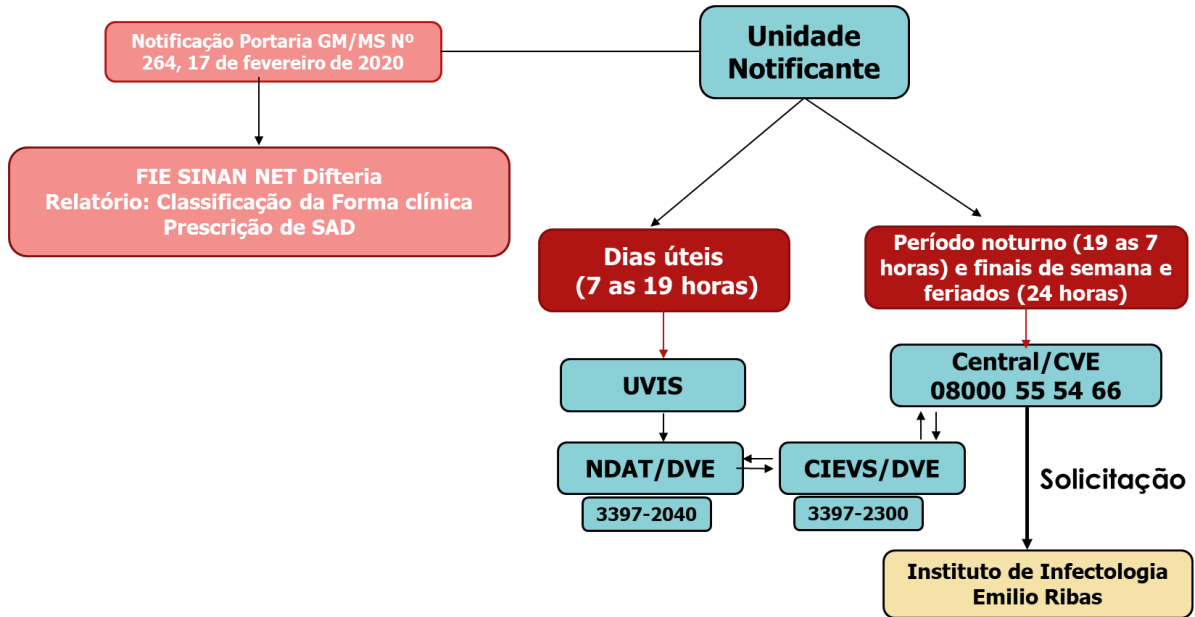 Notificação Portaria GM/MS Nº
264, 17 de fevereiro de 2020
Unidade
Notificante
FIE SINAN NET Difteria
Relatório: Classificação da Forma clínica
Prescrição de SAD
Dias úteis
(7 as 19 horas)
Período noturno (19 as 7
horas) e finais de semana e
feriados (24 horas)
UVIS
Central/CVE
08000 55 54 66
NDAT/DVE
CIEVS/DVE
3397-2040
3397-2300
Solicitação
Instituto de Infectologia
Emilio Ribas